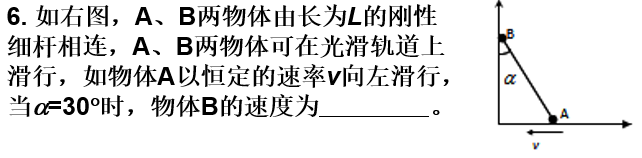 6. 如右图，A、B两物体由长为L的刚性
细杆相连，A、B两物体可在光滑轨道上
滑行，如物体A以恒定的速率v向左滑行，
当α=30°时，物体B的速度为________。
B
α
A
v